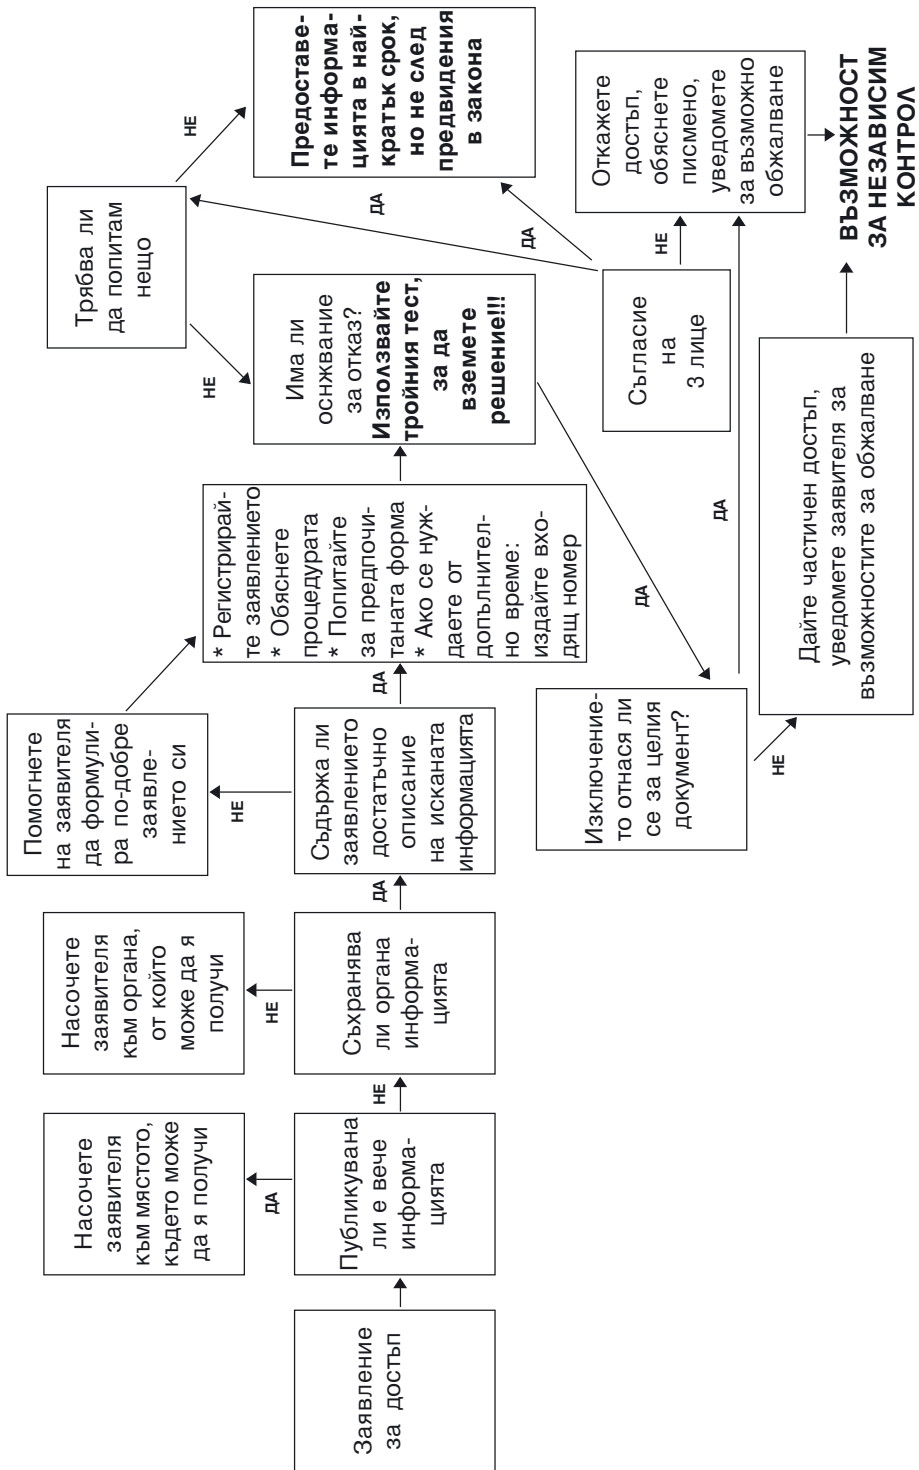 Заявление
за достъп
Насочете
заявителя
към мястото,
където може
да я получи
ДА
Публикувана
ли е вече
информа-
цията
НЕ
Насочете
заявителя
към органа,
от който
може да я
получи
НЕ
Съхранява
ли органа
информа-
цията
ДА
Помогнете
на заявителя
да формули-
ра по-добре
заявле-
нието си
НЕ
Съдържа ли
заявлението
достатъчно
описание
на исканата
информацията
ДА
* Регистрирай-
те заявлението
* Обяснете
процедурата
* Попитайте
за предпочи-
таната форма
* Ако се нуж-
даете от
допълнител-
но време:
издайте вхо-
дящ номер
Трябва ли
да попитам
нещо
НЕ
НЕ
Има ли
оснжвание
за отказ?
Използвайте
тройния тест,
за да
вземете
решение!!!
Предоставе-
те информа-
цията в най-
кратък срок,
но не след
предвидения
в закона
ДА
ДА
ДА
Изключение-
то отнася ли
се за целия
документ?
НЕ
ДА
Съгласие
на
3 лице
НЕ
Откажете
достъп,
обяснете
писмено,
уведомете
за възможно
обжалване
Дайте частичен достъп,
уведомете заявителя за
възможностите за обжалване
ВЪЗМОЖНОСТ
ЗА НЕЗАВИСИМ
КОНТРОЛ